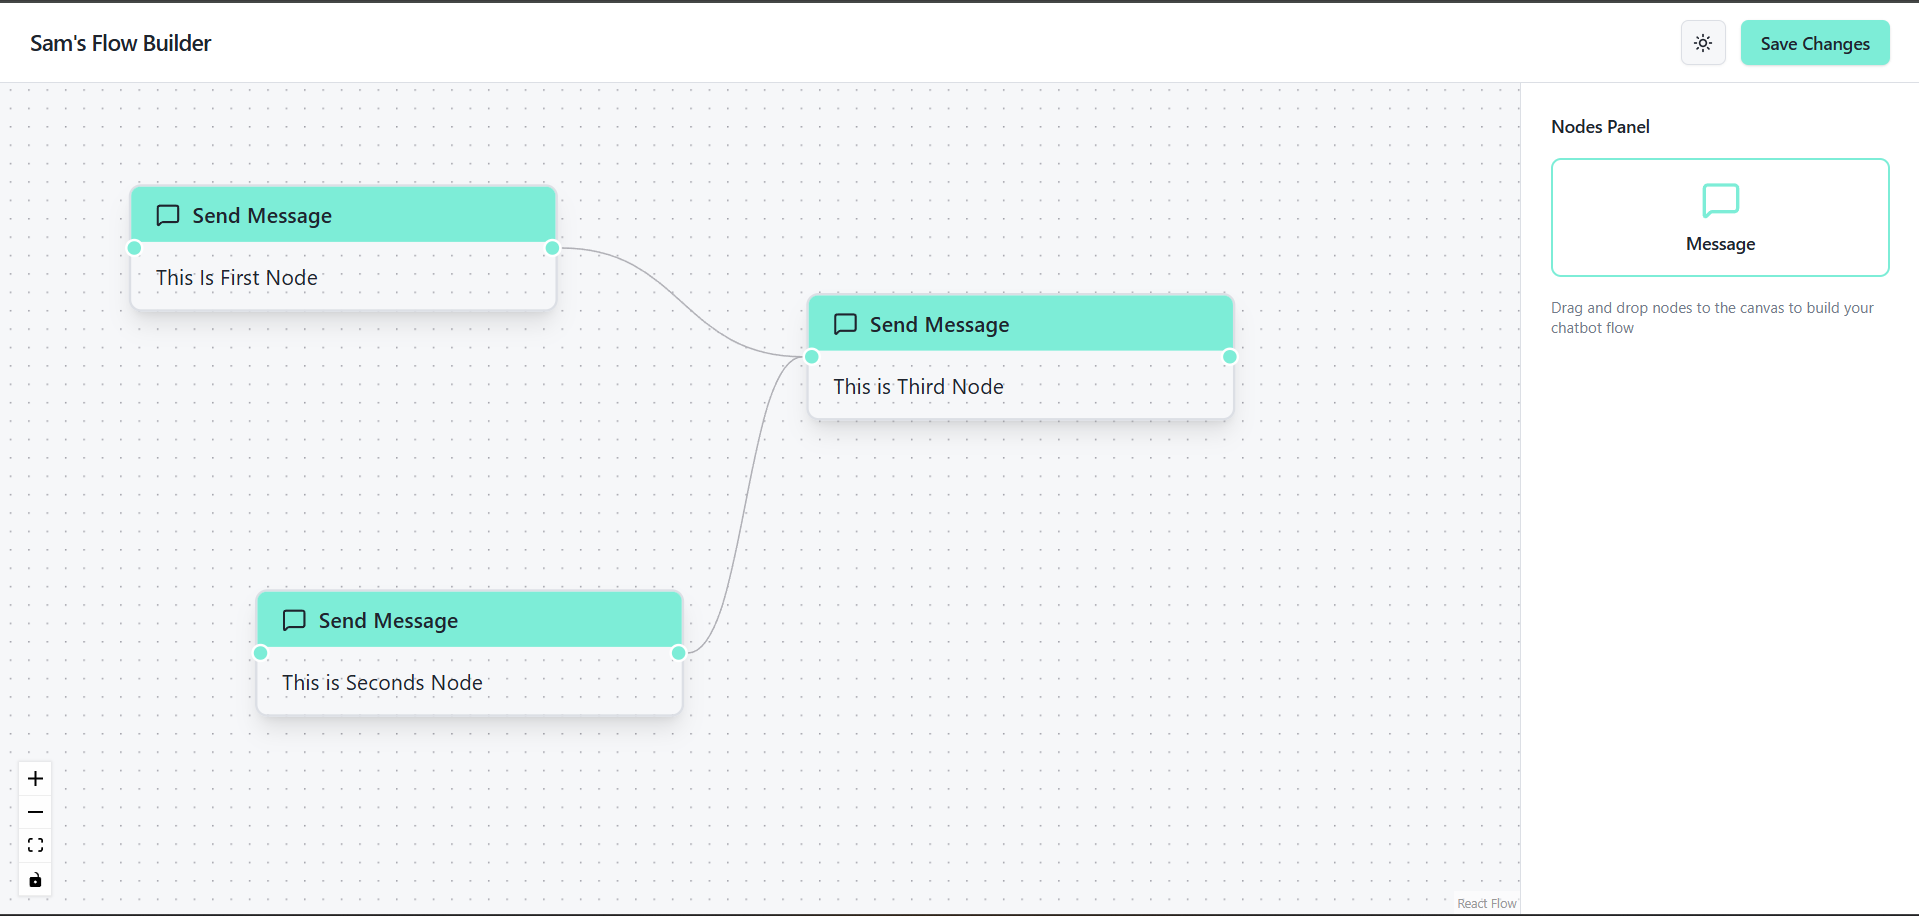 Sam's Flow Builder
Save Changes
Send Message
This Is First Node
Send Message
This is Third Node
Send Message
This is Seconds Node
Nodes Panel
Message
Drag and drop nodes to the canvas to build your
chatbot flow
React Flow